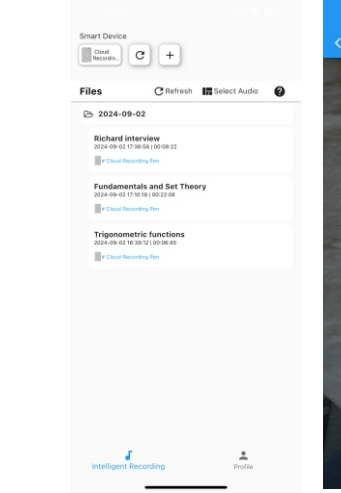 Smart Device
Cloud
Recordin...
Files
Refresh
Select Audio
2024-09-02
Richard interview
2024-09-02 17:38:58 | 00:08:22
# Cloud Recording Pen
Fundamentals and Set Theory
2024-09-02 17:10:18 | 00:22:08
# Cloud Recording Pen
Trigonometric functions
2024-09-02 16:39:12 | 00:06:45
# Cloud Recording Pen
Intelligent Recording
Profile